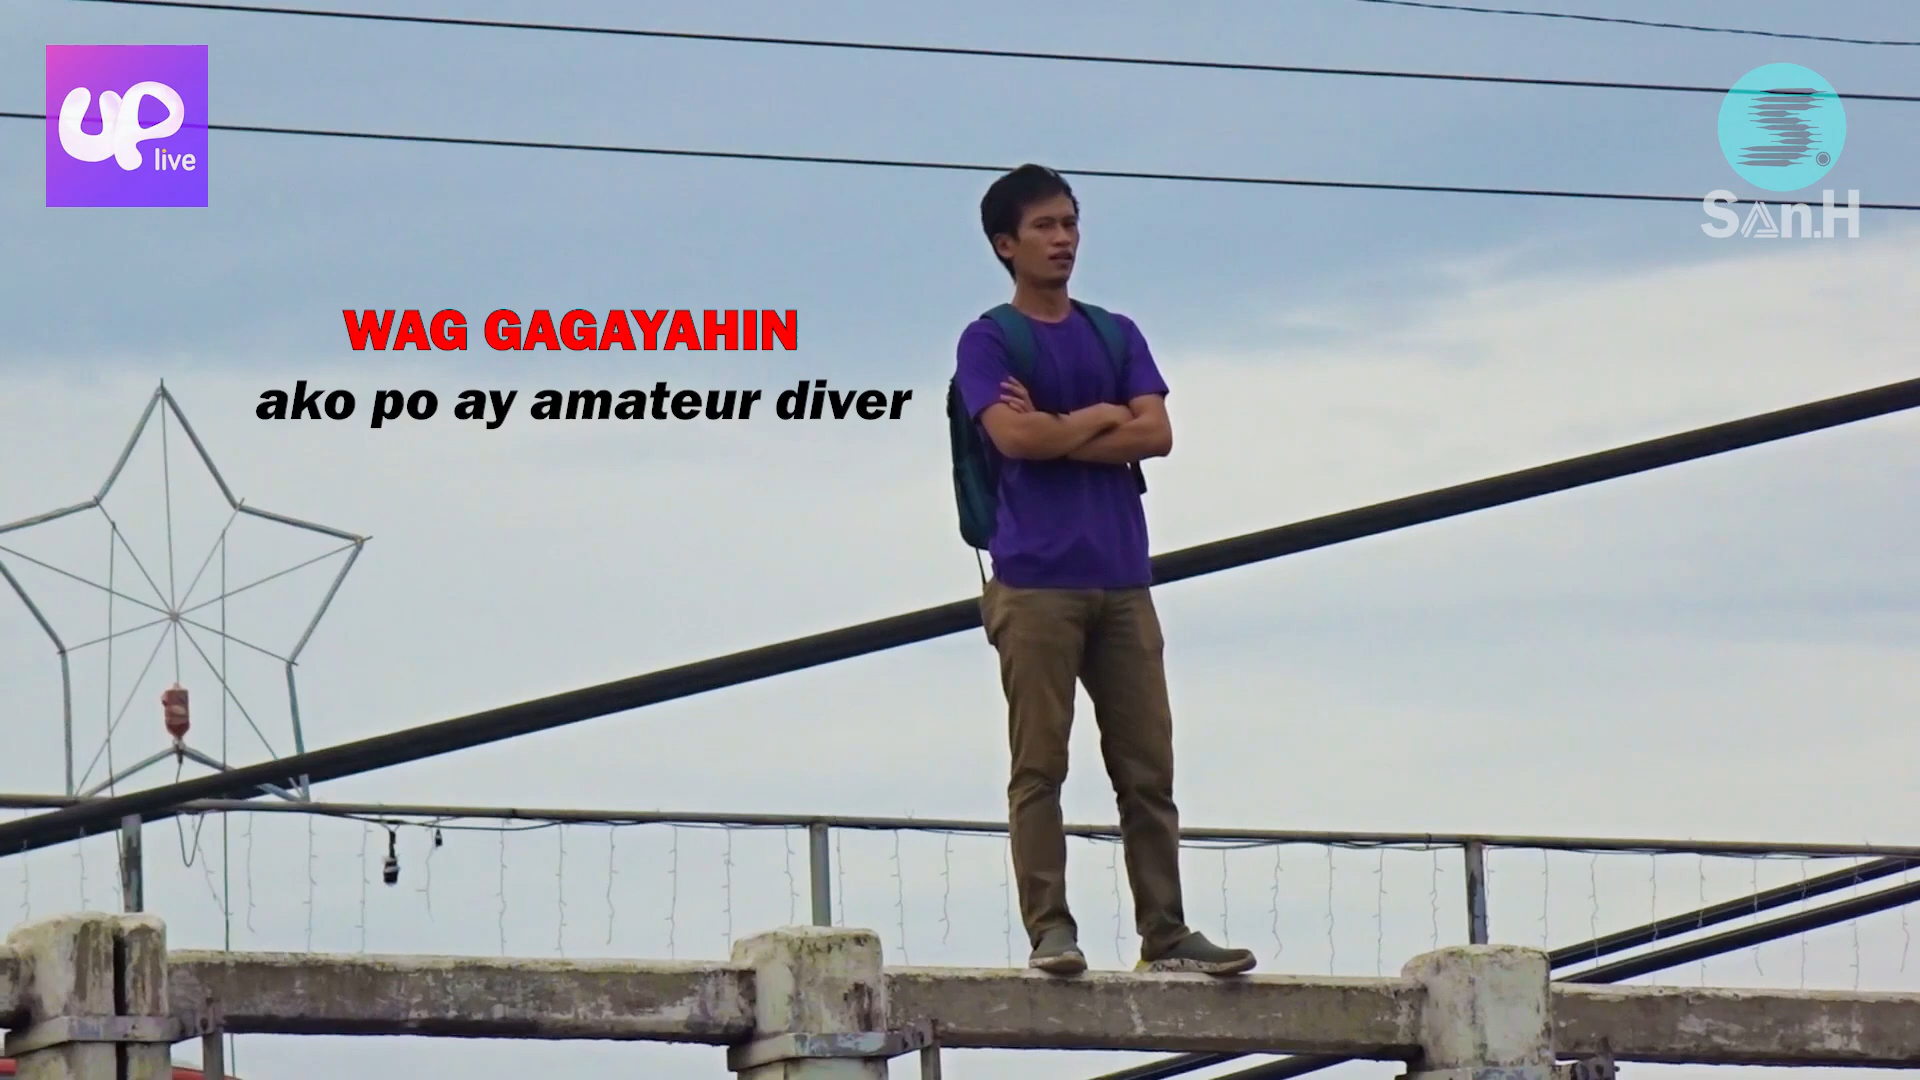 UP
live
S.
SAn.H
WAG GAGAYAHIN
ako po ay amateur diver